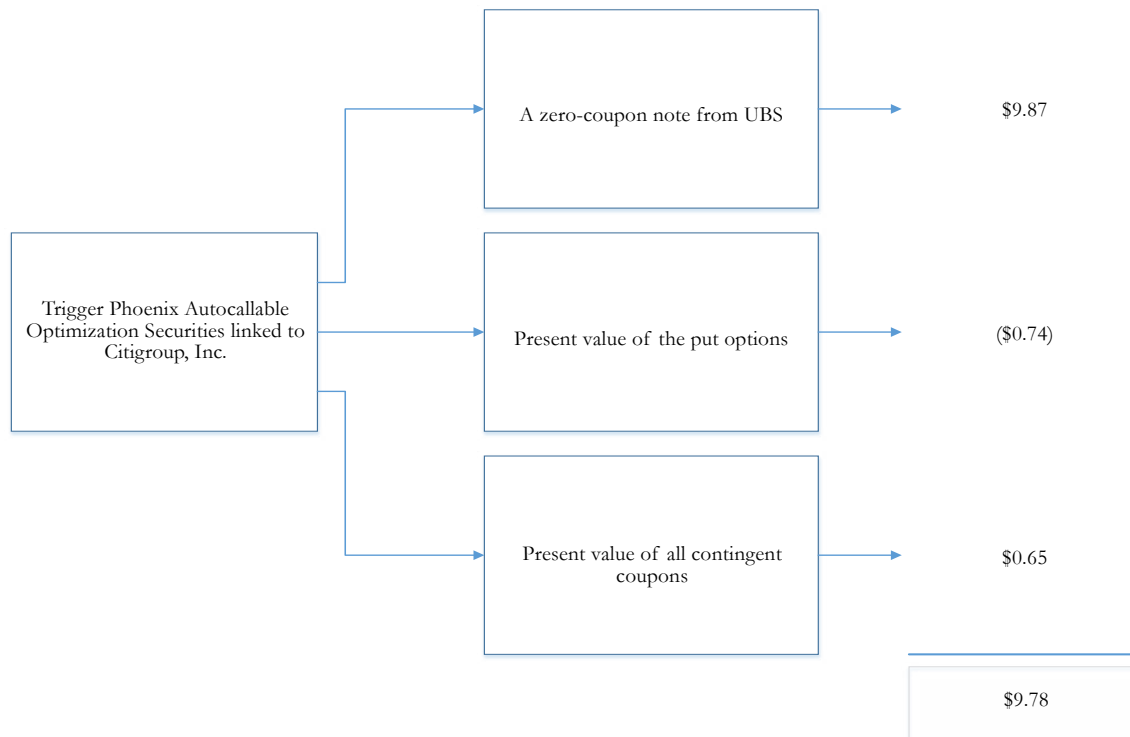 A zero-coupon note from UBS
$9.87
Trigger Phoenix Autocallable
Optimization Securities linked to
Citigroup, Inc.
Present value of the put options
($0.74)
Present value of all contingent
coupons
$0.65
$9.78